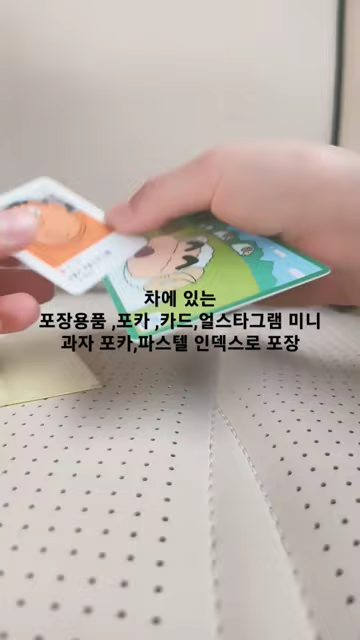 차에 있는
포장용품 ,포카 ,카드,얼스타그램 미니
과자 포카,파스텔 인덱스로 포장